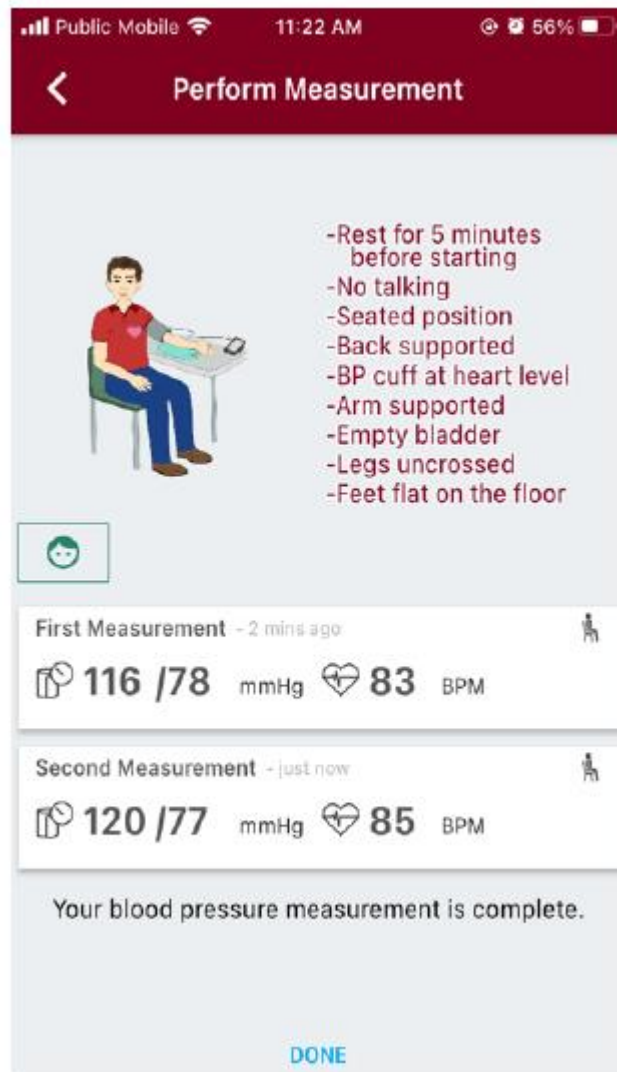 Public Mobile 11:22 AM 56%
Perform Measurement
-Rest for 5 minutes
before starting
-No talking
-Seated position
-Back supported
-BP cuff at heart level
-Arm supported
-Empty bladder
-Legs uncrossed
-Feet flat on the floor
First Measurement - 2 mins ago
116 /78 mmHg 83 BPM
Second Measurement - just now
120 /77 mmHg 85 BPM
Your blood pressure measurement is complete.
DONE